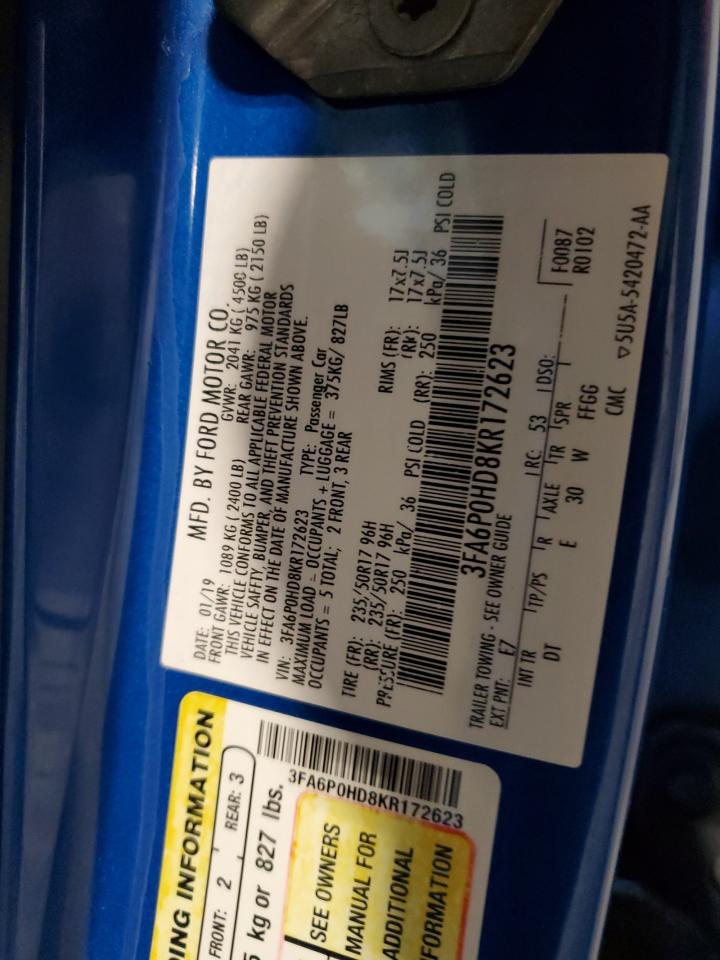 MFD. BY FORD MOTOR CO.
DATE: 01/19 GVWR: 2041 KG ( 4500 LB)
FRONT GAWR: 1089 KG ( 2400 LB) REAR GAWR: 975 KG ( 2150 LB)
THIS VEHICLE CONFORMS TO ALL APPLICABLE FEDERAL MOTOR
VEHICLE SAFETY, BUMPER, AND THEFT PREVENTION STANDARDS
IN EFFECT ON THE DATE OF MANUFACTURE SHOWN ABOVE.
VIN: 3FA6P0HD8KR172623 TYPE: Passenger Car
MAXIMUM LOAD = OCCUPANTS + LUGGAGE = 375KG/ 827LB
OCCUPANTS = 5 TOTAL; 2 FRONT, 3 REAR
TIRE (FR): 235/50R17 96H RIMS (FR): 17x7.5J
(RR): 235/50R17 96H (RR): 17x7.5J
PRESSURE (FR): 250 kPa/ 36 PSI COLD (RR): 250 kPa/ 36 PSI COLD
3FA6P0HD8KR172623
TRAILER TOWING - SEE OWNER GUIDE
EXT PNT: E7 RC: 53 DSO:
INT TR TP/PS R AXLE TR SPR F0087
DT E 30 W FFGG R0102
CMC ▽5U5A-5420472-AA
DING INFORMATION
FRONT: 2 REAR: 3
5 kg or 827 lbs.
3FA6P0HD8KR172623
SEE OWNERS
MANUAL FOR
ADDITIONAL
FORMATION